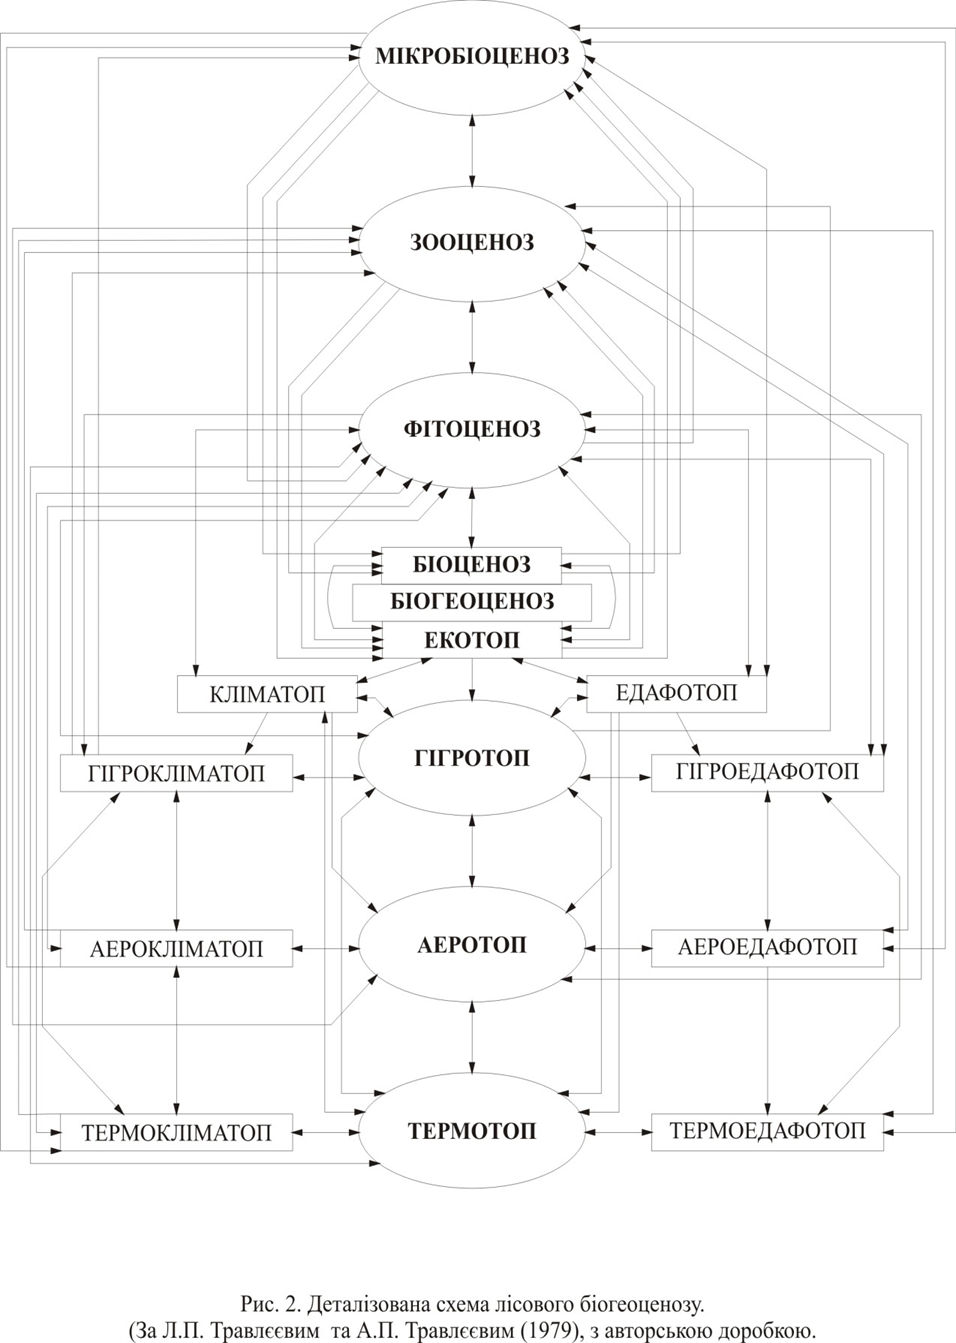 МІКРОБІОЦЕНОЗ
ЗООЦЕНОЗ
ФІТОЦЕНОЗ
БІОЦЕНОЗ
БІОГЕОЦЕНОЗ
ЕКОТОП
КЛІМАТОП
ЕДАФОТОП
ГІГРОТОП
ГІГРОКЛІМАТОП
ГІГРОЕДАФОТОП
АЕРОКЛІМАТОП
АЕРОТОП
АЕРОЕДАФОТОП
ТЕРМОКЛІМАТОП
ТЕРМОТОП
ТЕРМОЕДАФОТОП
Рис. 2. Деталізована схема лісового біогеоценозу.
(За Л.П. Травлєєвим та А.П. Травлєєвим (1979), з авторською доробкою.